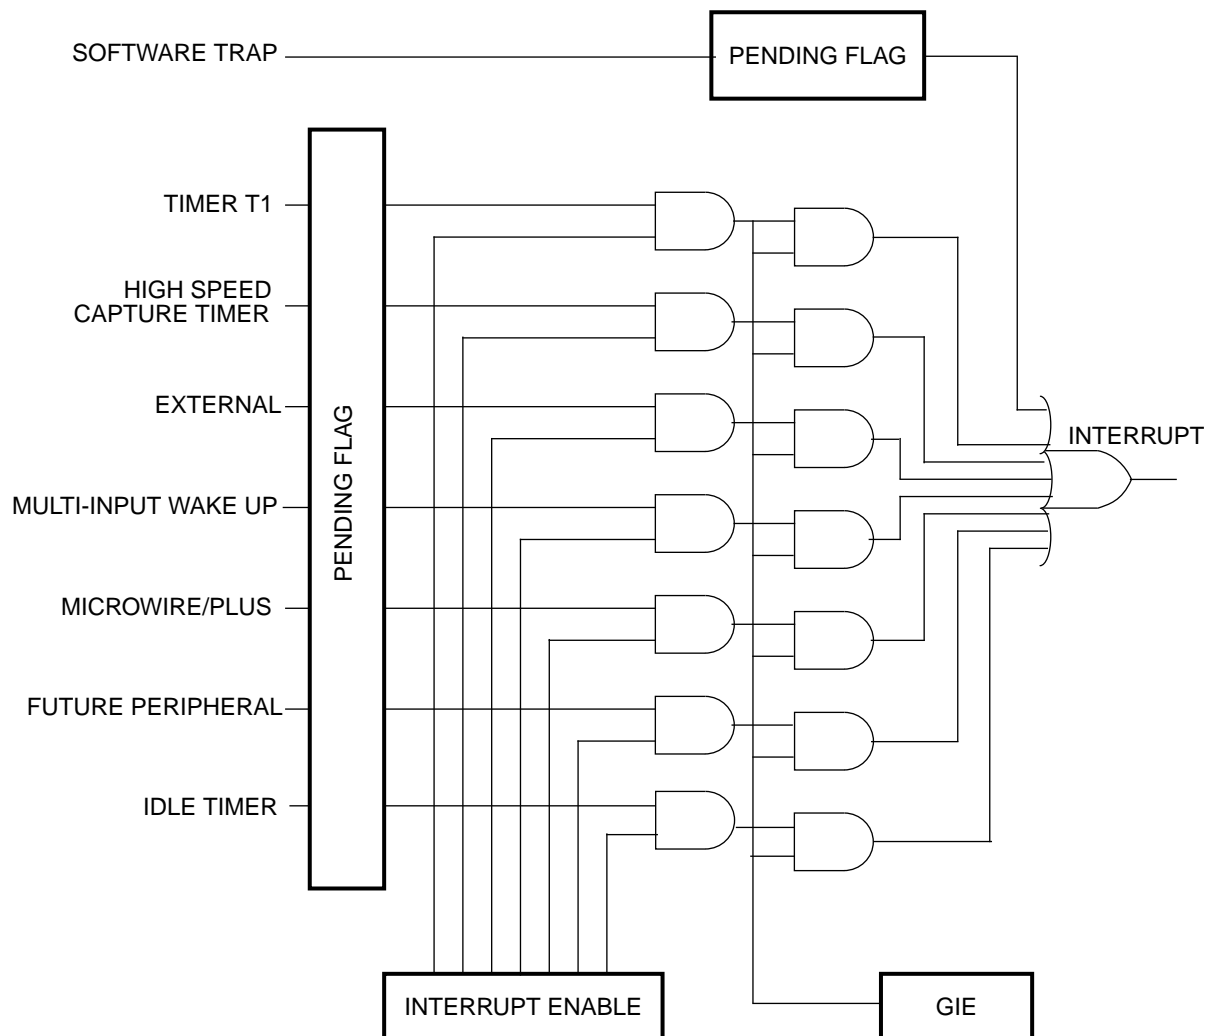 SOFTWARE TRAP
PENDING FLAG
TIMER T1
HIGH SPEED
CAPTURE TIMER
EXTERNAL
PENDING FLAG
INTERRUPT
MULTI-INPUT WAKE UP
MICROWIRE/PLUS
FUTURE PERIPHERAL
IDLE TIMER
INTERRUPT ENABLE
GIE